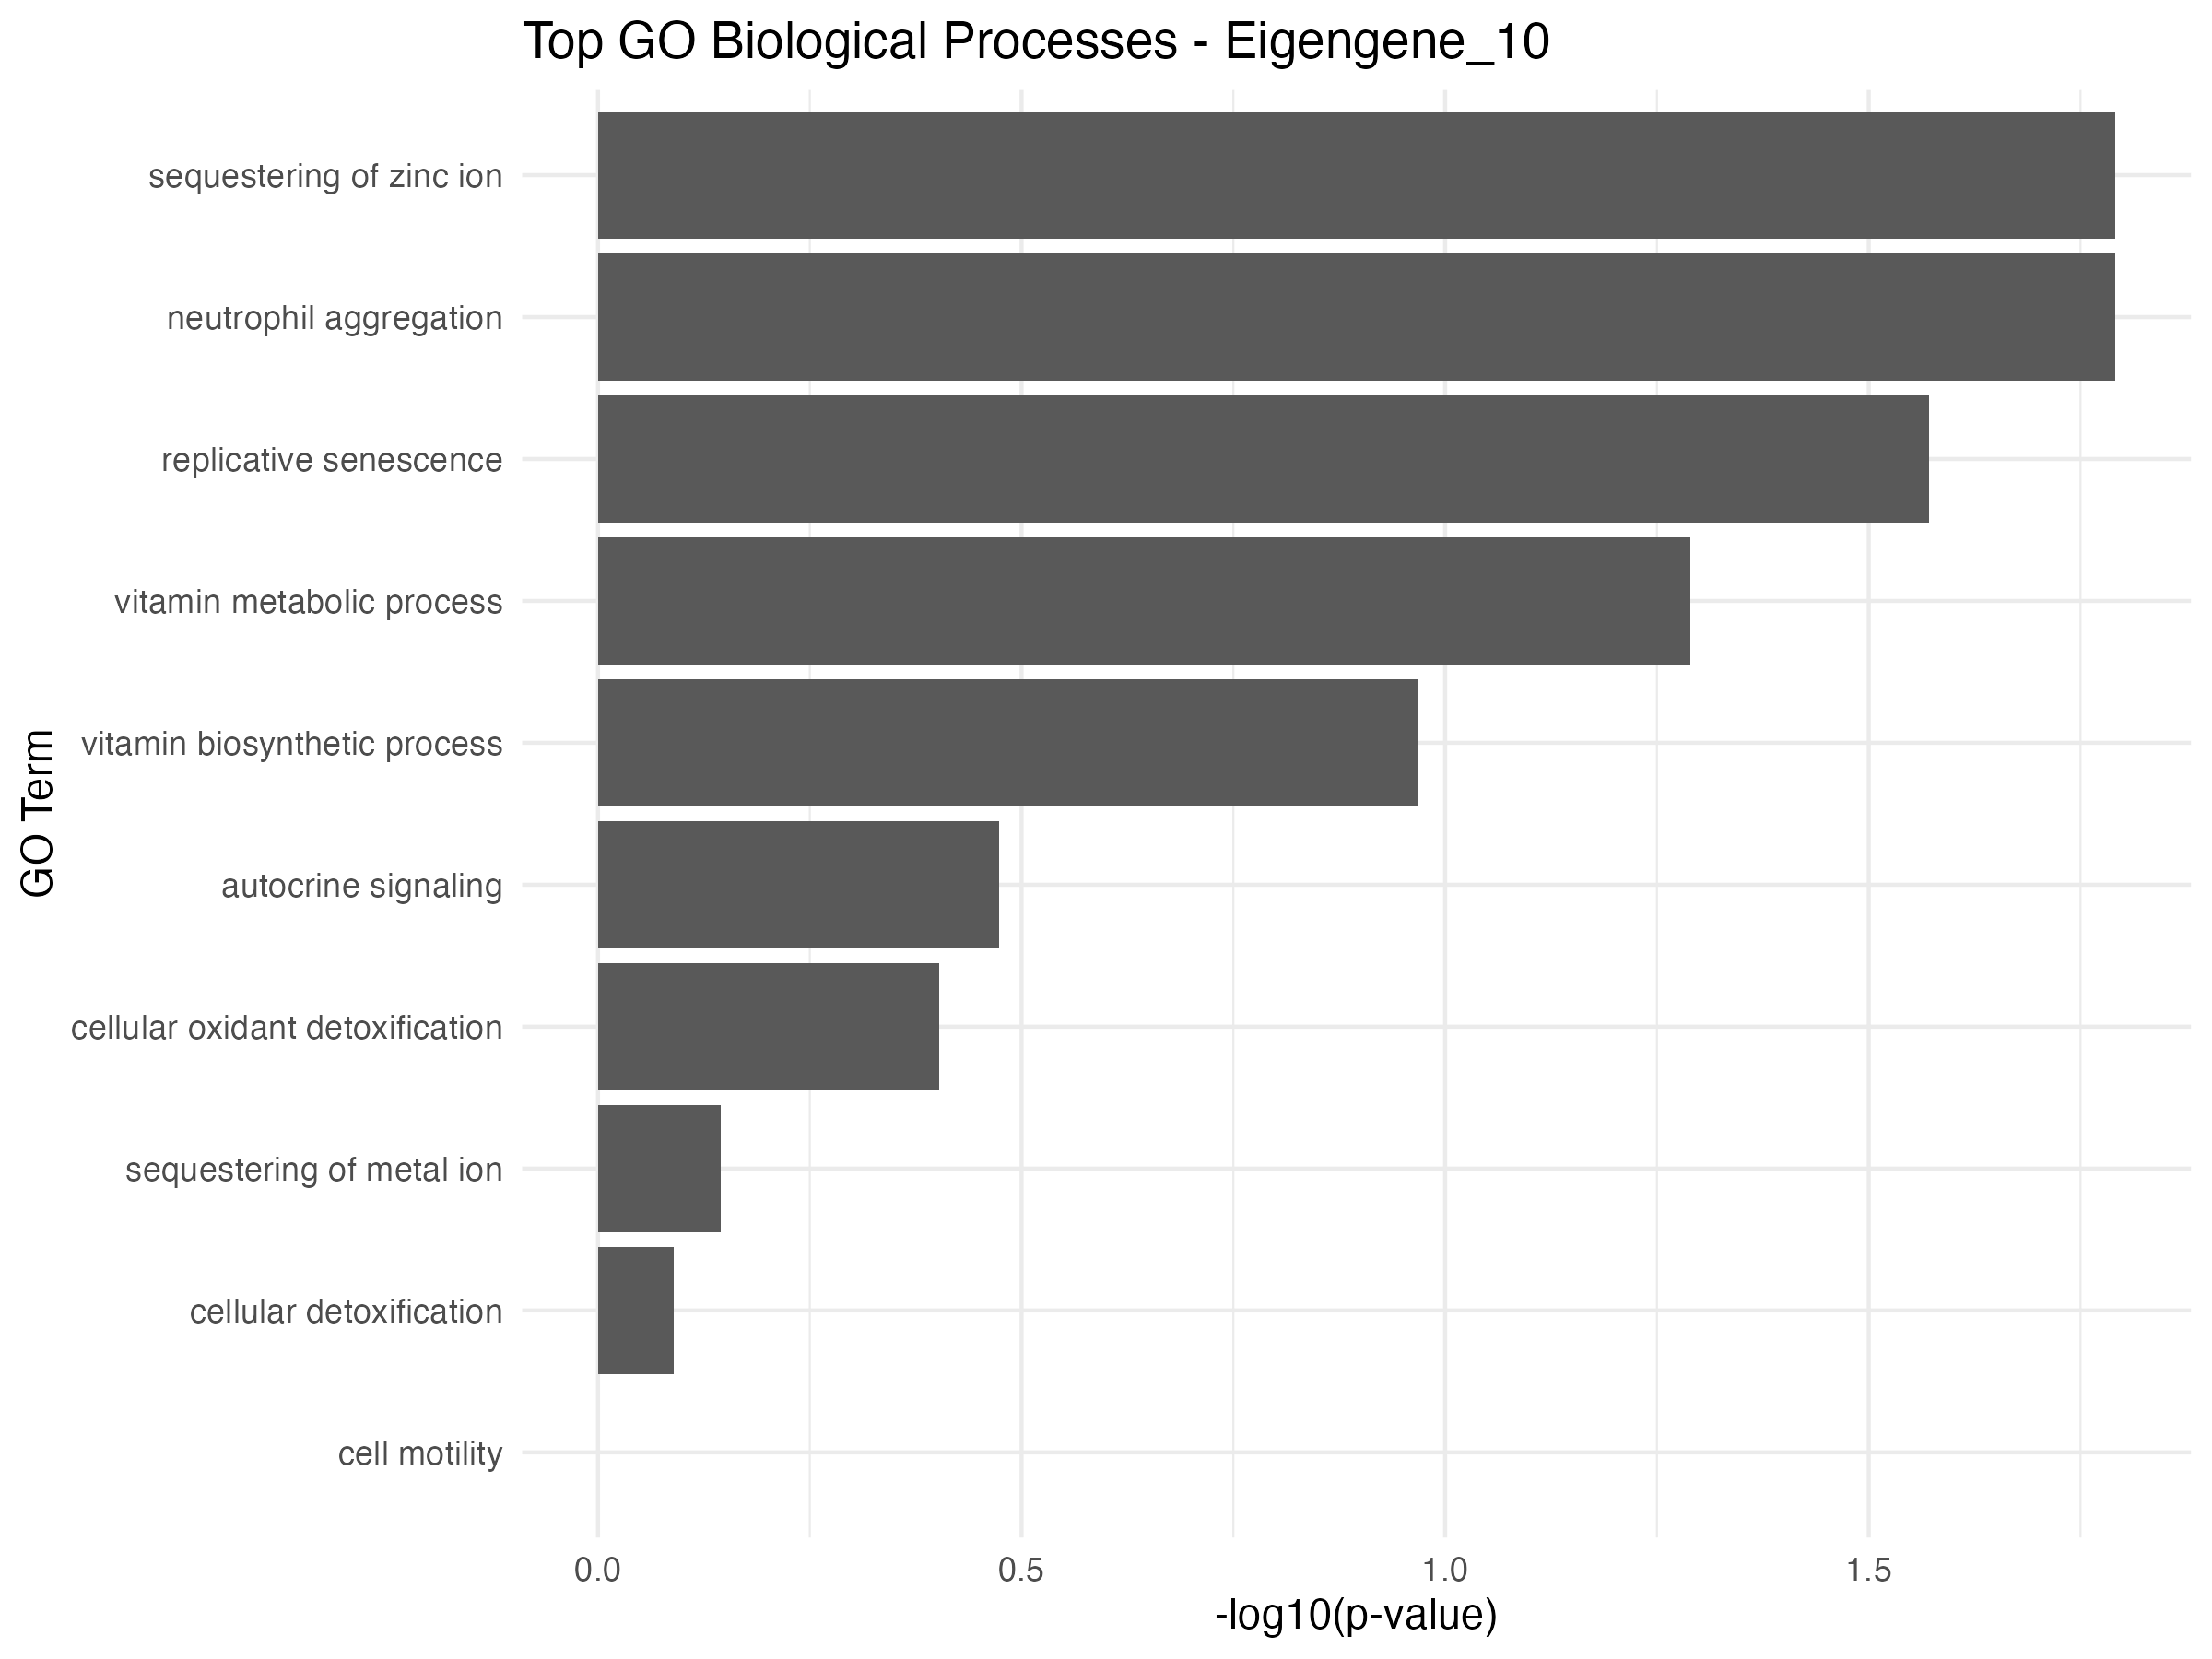 Top GO Biological Processes - Eigengene_10
sequestering of zinc ion
neutrophil aggregation
replicative senescence
vitamin metabolic process
vitamin biosynthetic process
autocrine signaling
cellular oxidant detoxification
sequestering of metal ion
cellular detoxification
cell motility
GO Term
0.0 0.5 1.0 1.5
-log10(p-value)